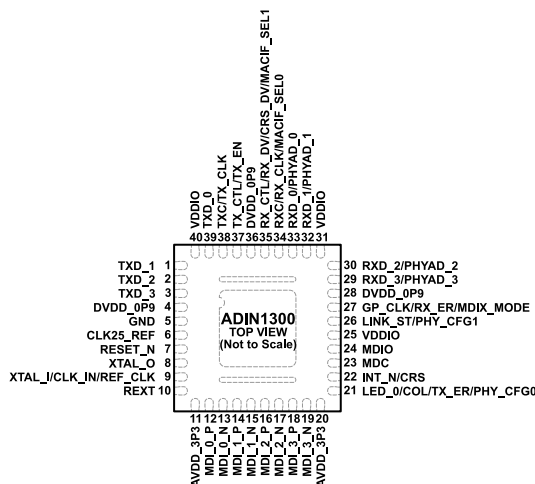 VDDIO
TXD_0
TXC/TX_CLK
TX_CTL/TX_EN
DVDD_0P9
RX_CTL/RX_DV/CRS_DV/MACIF_SEL1
RXC/RX_CLK/MACIF_SEL0
RXD_0/PHYAD_0
RXD_1/PHYAD_1
VDDIO
40 39 38 37 36 35 34 33 32 31
TXD_1 1
TXD_2 2
TXD_3 3
DVDD_0P9 4
GND 5
CLK25_REF 6
RESET_N 7
XTAL_O 8
XTAL_I/CLK_IN/REF_CLK 9
REXT 10
ADIN1300
TOP VIEW
(Not to Scale)
30 RXD_2/PHYAD_2
29 RXD_3/PHYAD_3
28 DVDD_0P9
27 GP_CLK/RX_ER/MDIX_MODE
26 LINK_ST/PHY_CFG1
25 VDDIO
24 MDIO
23 MDC
22 INT_N/CRS
21 LED_0/COL/TX_ER/PHY_CFG0
11 12 13 14 15 16 17 18 19 20
AVDD_3P3
MDI_0_P
MDI_0_N
MDI_1_P
MDI_1_N
MDI_2_P
MDI_2_N
MDI_3_P
MDI_3_N
AVDD_3P3